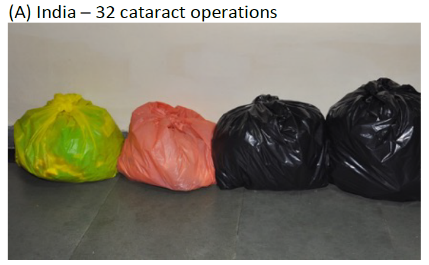 (A) India – 32 cataract operations